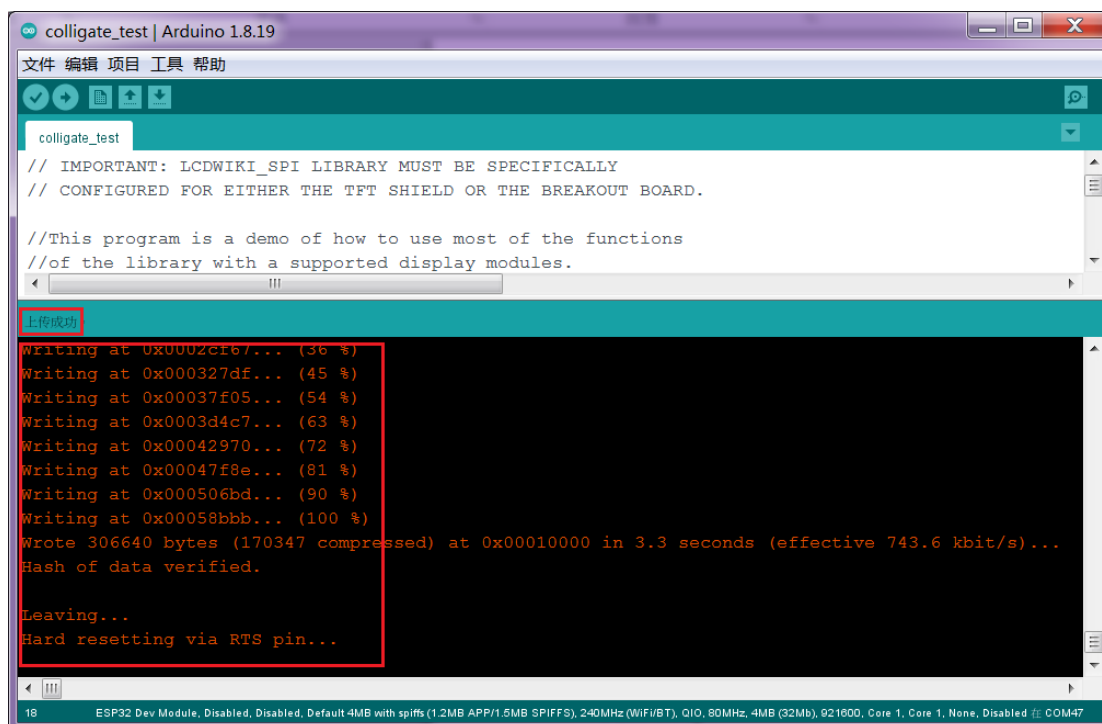 colligate_test | Arduino 1.8.19
文件 编辑 项目 工具 帮助
colligate_test
// IMPORTANT: LCDWIKI_SPI LIBRARY MUST BE SPECIFICALLY
// CONFIGURED FOR EITHER THE TFT SHIELD OR THE BREAKOUT BOARD.
//This program is a demo of how to use most of the functions
//of the library with a supported display modules.
上传成功
Writing at 0x0002cf67... (36 %)
Writing at 0x000327df... (45 %)
Writing at 0x00037f05... (54 %)
Writing at 0x0003d4c7... (63 %)
Writing at 0x00042970... (72 %)
Writing at 0x00047f8e... (81 %)
Writing at 0x000506bd... (90 %)
Writing at 0x00058bbb... (100 %)
Wrote 306640 bytes (170347 compressed) at 0x00010000 in 3.3 seconds (effective 743.6 kbit/s)...
Hash of data verified.
Leaving...
Hard resetting via RTS pin...
18 ESP32 Dev Module, Disabled, Disabled, Default 4MB with spiffs (1.2MB APP/1.5MB SPIFFS), 240MHz (WiFi/BT), QIO, 80MHz, 4MB (32Mb), 921600, Core 1, Core 1, None, Disabled 在 COM47